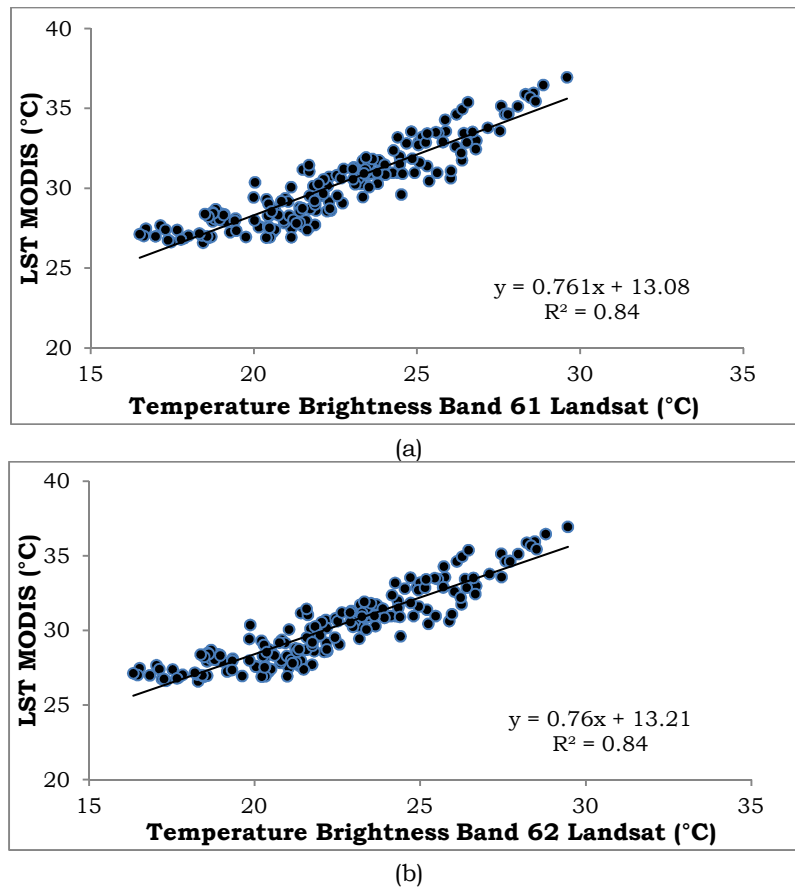 40
35
30
25
20
LST MODIS (°C)
y = 0.761x + 13.08
R² = 0.84
15 20 25 30 35
Temperature Brightness Band 61 Landsat (°C)
(a)
40
35
30
25
20
LST MODIS (°C)
y = 0.76x + 13.21
R² = 0.84
15 20 25 30 35
Temperature Brightness Band 62 Landsat (°C)
(b)